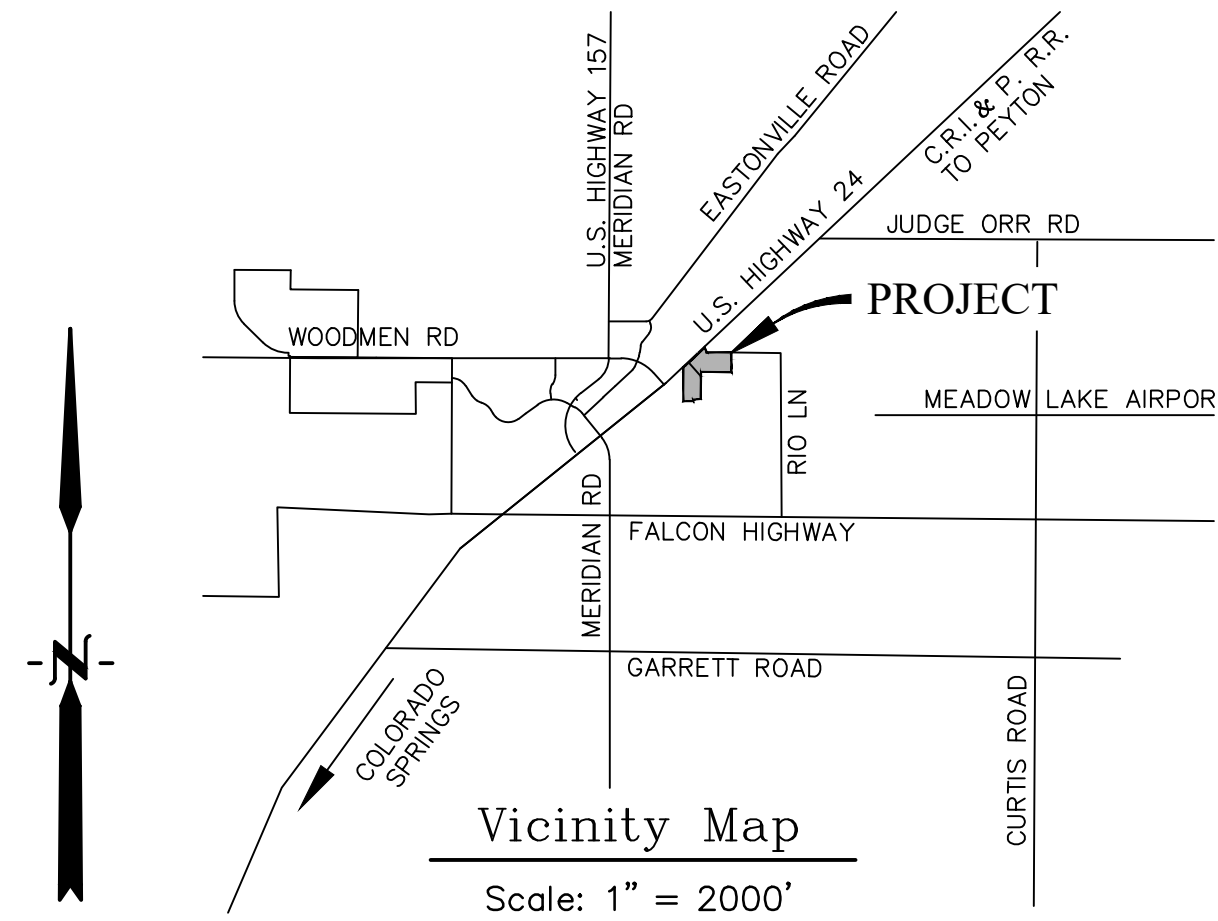 U.S. HIGHWAY 157
MERIDIAN RD
EASTONVILLE ROAD
C.R.I. & P. R.R.
TO PEYTON
U.S. HIGHWAY 24
JUDGE ORR RD
PROJECT
WOODMEN RD
MEADOW LAKE AIRPOR
RIO LN
MERIDIAN RD
FALCON HIGHWAY
N
GARRETT ROAD
COLORADO
SPRINGS
CURTIS ROAD
Vicinity Map
Scale: 1" = 2000'